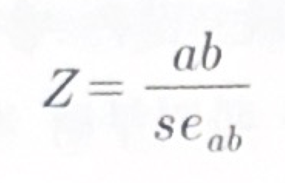 Z = ab / se_ab